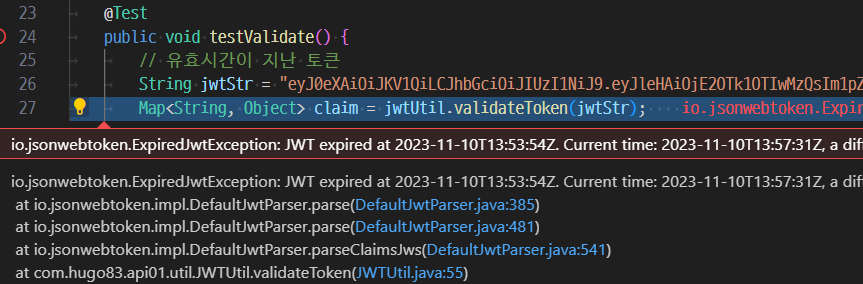 23 @Test
24 public void testValidate() {
25 // 유효시간이 지난 토큰
26 String jwtStr = "eyJ0eXAiOiJKV1QiLCJhbGciOiJIUzI1NiJ9.eyJleHAiOjE2OTk1OTIwMzQsIm1pZ
27 Map<String, Object> claim = jwtUtil.validateToken(jwtStr); io.jsonwebtoken.Expir
io.jsonwebtoken.ExpiredJwtException: JWT expired at 2023-11-10T13:53:54Z. Current time: 2023-11-10T13:57:31Z, a diff
io.jsonwebtoken.ExpiredJwtException: JWT expired at 2023-11-10T13:53:54Z. Current time: 2023-11-10T13:57:31Z, a diff
at io.jsonwebtoken.impl.DefaultJwtParser.parse(DefaultJwtParser.java:385)
at io.jsonwebtoken.impl.DefaultJwtParser.parse(DefaultJwtParser.java:481)
at io.jsonwebtoken.impl.DefaultJwtParser.parseClaimsJws(DefaultJwtParser.java:541)
at com.hugo83.api01.util.JWTUtil.validateToken(JWTUtil.java:55)